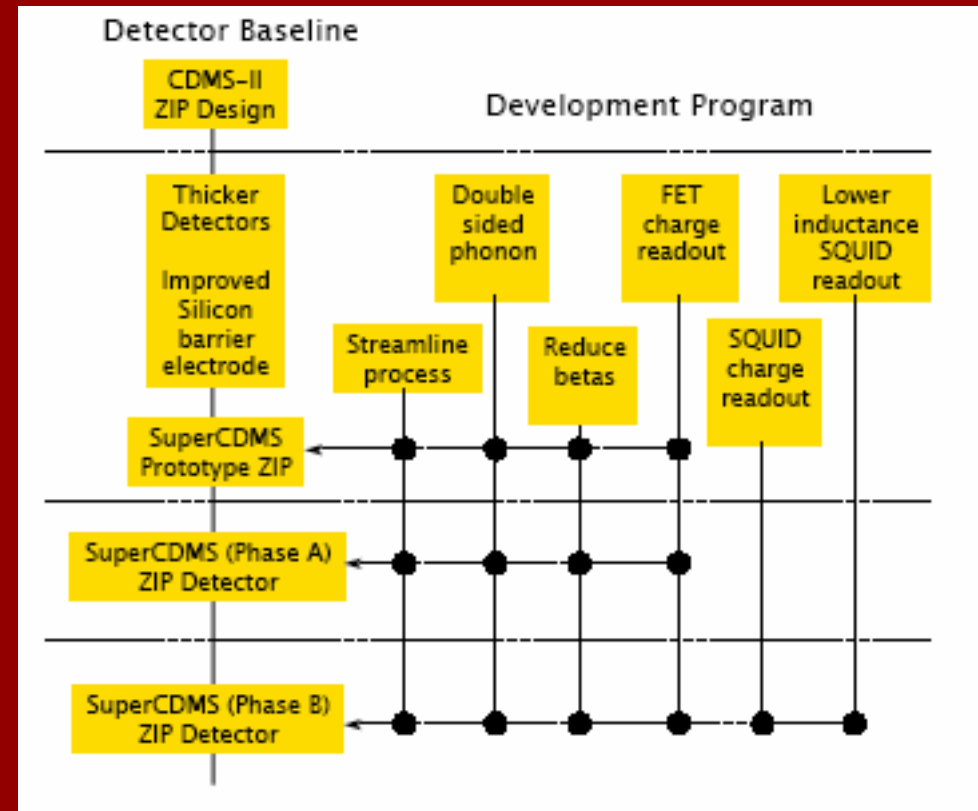 Detector Baseline
CDMS-II
ZIP Design
Development Program
Thicker
Detectors
Improved
Silicon
barrier
electrode
Double
sided
phonon
FET
charge
readout
Lower
inductance
SQUID
readout
Streamline
process
Reduce
betas
SQUID
charge
readout
SuperCDMS
Prototype ZIP
SuperCDMS (Phase A)
ZIP Detector
SuperCDMS (Phase B)
ZIP Detector